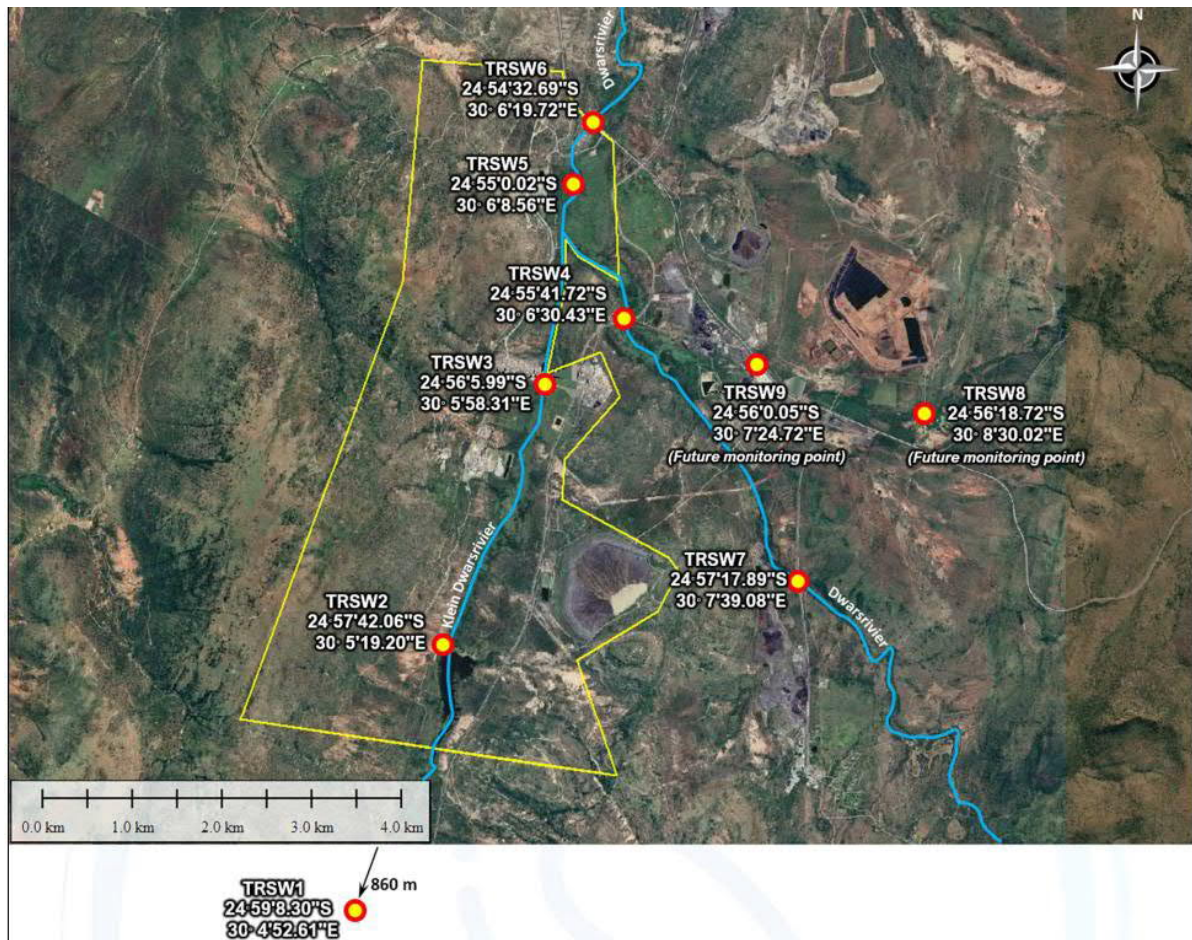 N
Dwarsrivier
TRSW6
24 54'32.69"S
30° 6'19.72"E
TRSW5
24 55'0.02"S
30° 6'8.56"E
TRSW4
24 55'41.72"S
30° 6'30.43"E
TRSW3
24 56'5.99"S
30° 5'58.31"E
TRSW9
24 56'0.05"S
30° 7'24.72"E
(Future monitoring point)
TRSW8
24 56'18.72"S
30° 8'30.02"E
(Future monitoring point)
Klein Dwarsrivier
TRSW7
24 57'17.89"S
30° 7'39.08"E
Dwarsrivier
TRSW2
24 57'42.06"S
30° 5'19.20"E
0.0 km 1.0 km 2.0 km 3.0 km 4.0 km
860 m
TRSW1
24 59'8.30"S
30° 4'52.61"E